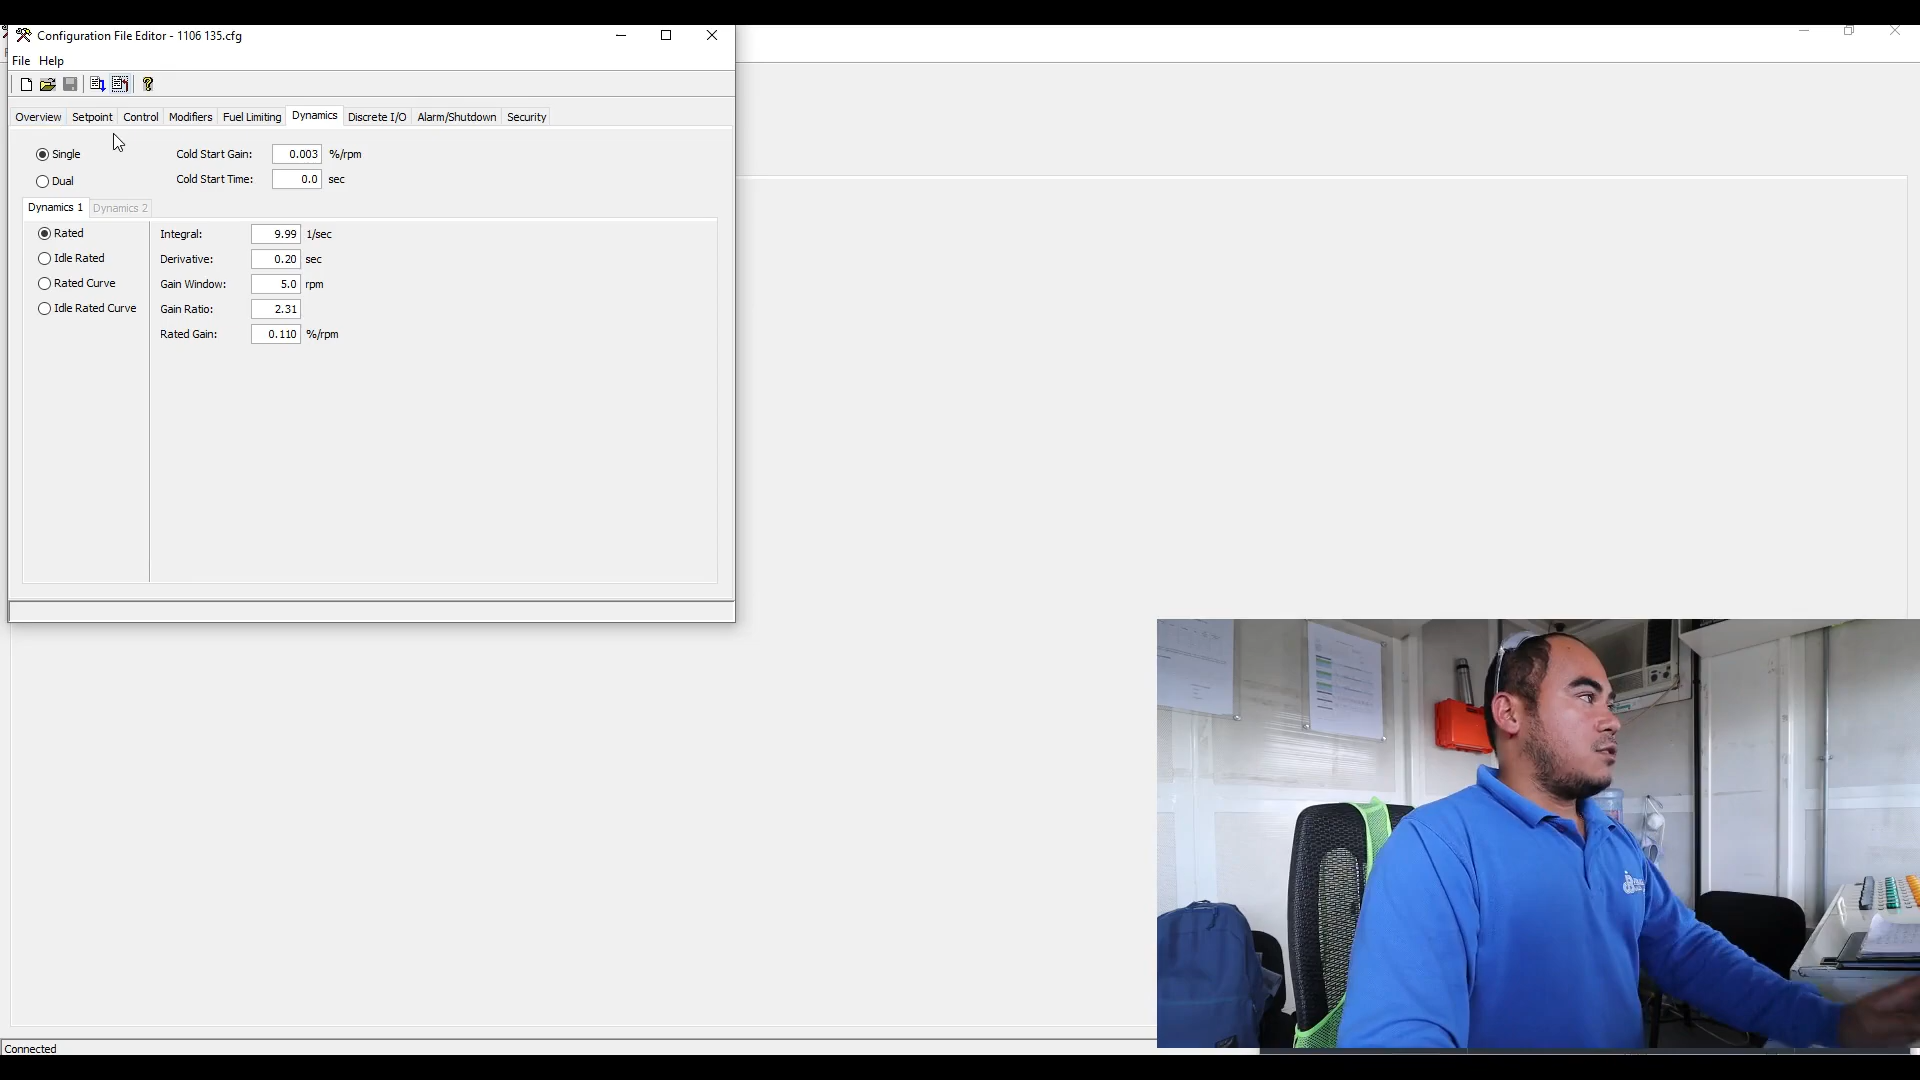 Configuration File Editor - 1106 135.cfg
File Help
Overview Setpoint Control Modifiers Fuel Limiting Dynamics Discrete I/O Alarm/Shutdown Security
Single
Cold Start Gain: 0.003 %/rpm
Dual
Cold Start Time: 0.0 sec
Dynamics 1 Dynamics 2
Rated
Idle Rated
Rated Curve
Idle Rated Curve
Integral: 9.99 1/sec
Derivative: 0.20 sec
Gain Window: 5.0 rpm
Gain Ratio: 2.31
Rated Gain: 0.110 %/rpm
Connected